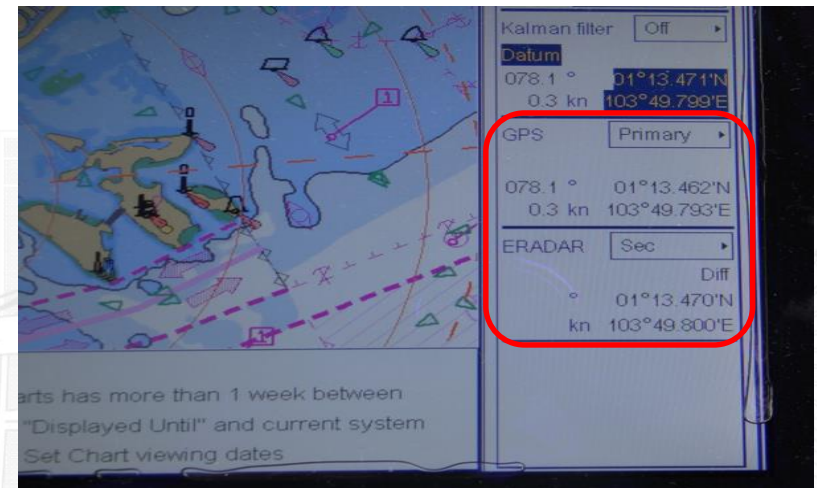 Kalman filter Off
Datum
078.1 ° 01°13.471'N
0.3 kn 103°49.799'E
GPS Primary
078.1 ° 01°13.462'N
0.3 kn 103°49.793'E
ERADAR Sec
Diff
° 01°13.470'N
kn 103°49.800'E
1
1
arts has more than 1 week between
"Displayed Until" and current system
Set Chart viewing dates